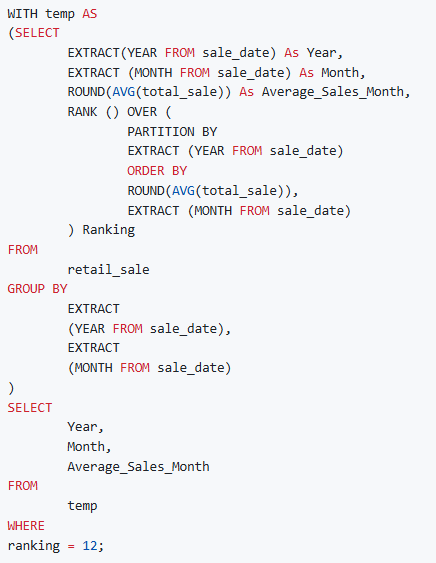 WITH temp AS
(SELECT
EXTRACT(YEAR FROM sale_date) As Year,
EXTRACT (MONTH FROM sale_date) As Month,
ROUND(AVG(total_sale)) As Average_Sales_Month,
RANK () OVER (
PARTITION BY
EXTRACT (YEAR FROM sale_date)
ORDER BY
ROUND(AVG(total_sale)),
EXTRACT (MONTH FROM sale_date)
) Ranking
FROM
retail_sale
GROUP BY
EXTRACT
(YEAR FROM sale_date),
EXTRACT
(MONTH FROM sale_date)
)
SELECT
Year,
Month,
Average_Sales_Month
FROM
temp
WHERE
ranking = 12;